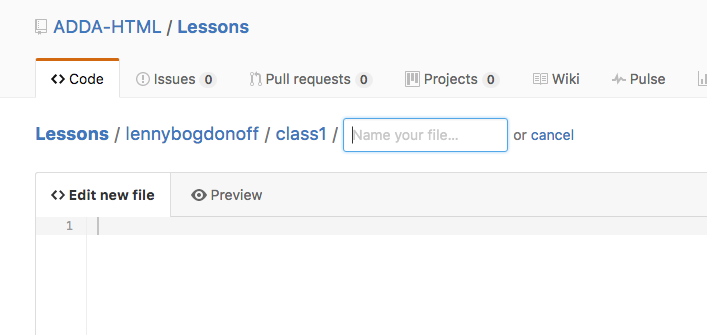 ADDA-HTML / Lessons
<> Code Issues 0 Pull requests 0 Projects 0 Wiki Pulse
Lessons / lennybogdonoff / class1 / Name your file... or cancel
<> Edit new file Preview
1